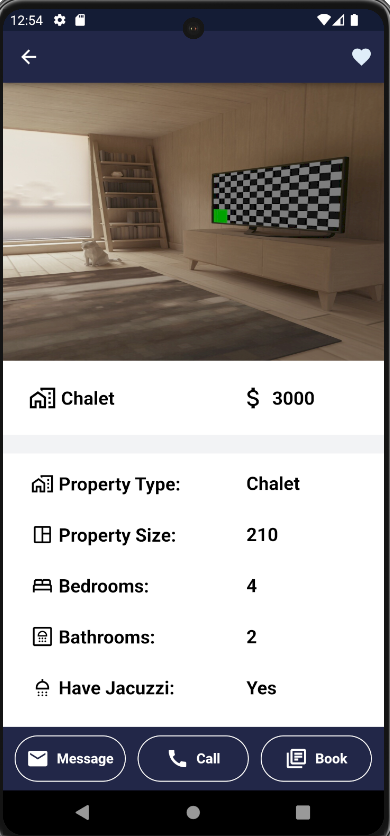 12:54
Chalet $ 3000
Property Type: Chalet
Property Size: 210
Bedrooms: 4
Bathrooms: 2
Have Jacuzzi: Yes
Message Call Book